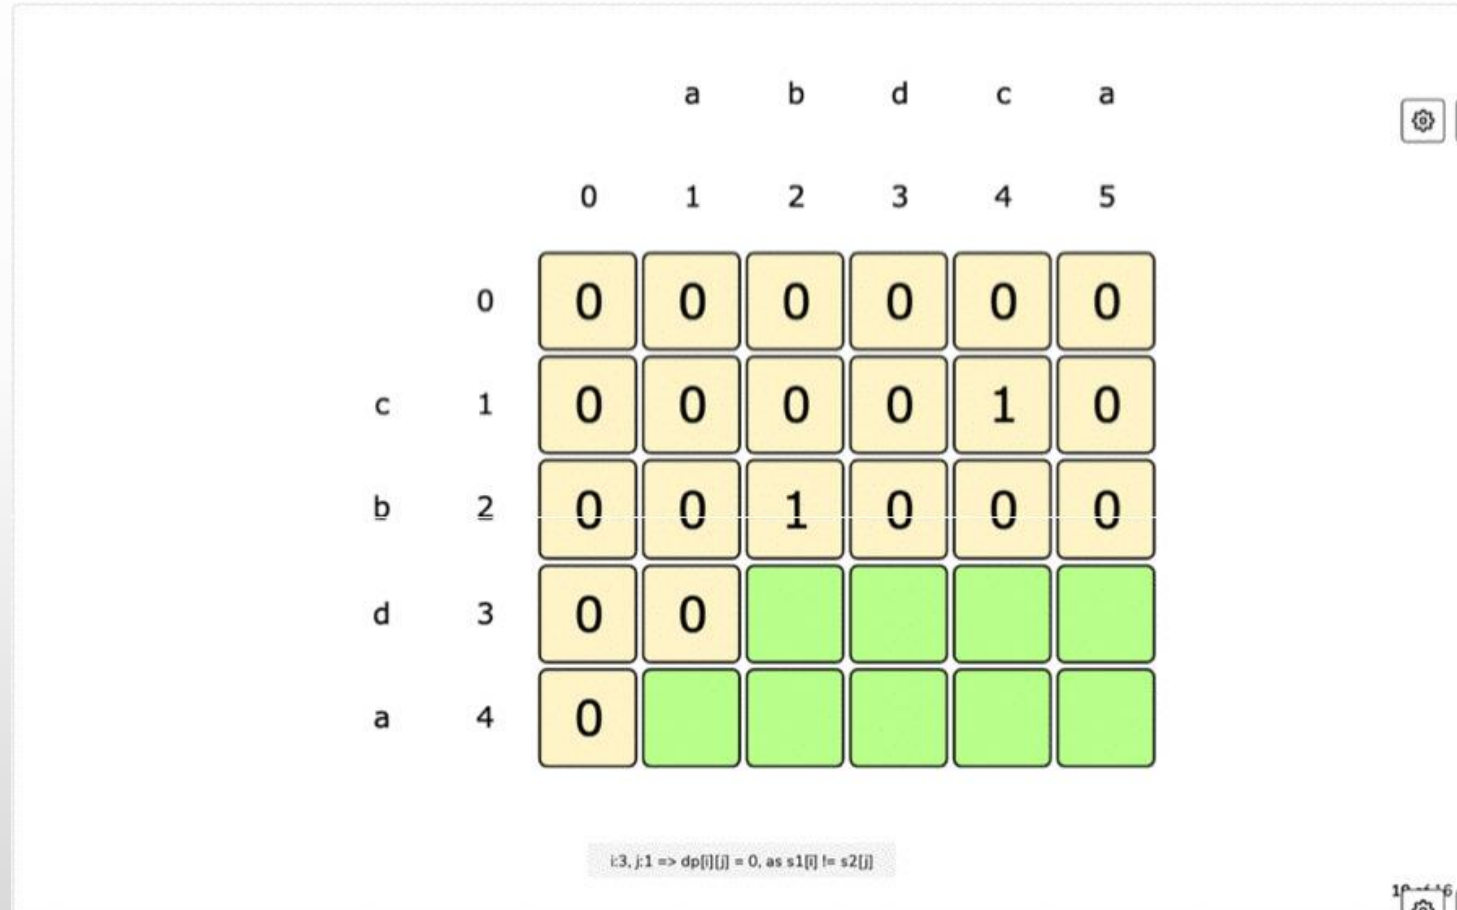 a b d c a
0 1 2 3 4 5
0 0 0 0 0 0 0
c 1 0 0 0 0 1 0
b 2 0 0 1 0 0 0
d 3 0 0
a 4 0
i:3, j:1 => dp[i][j] = 0, as s1[i] != s2[j]